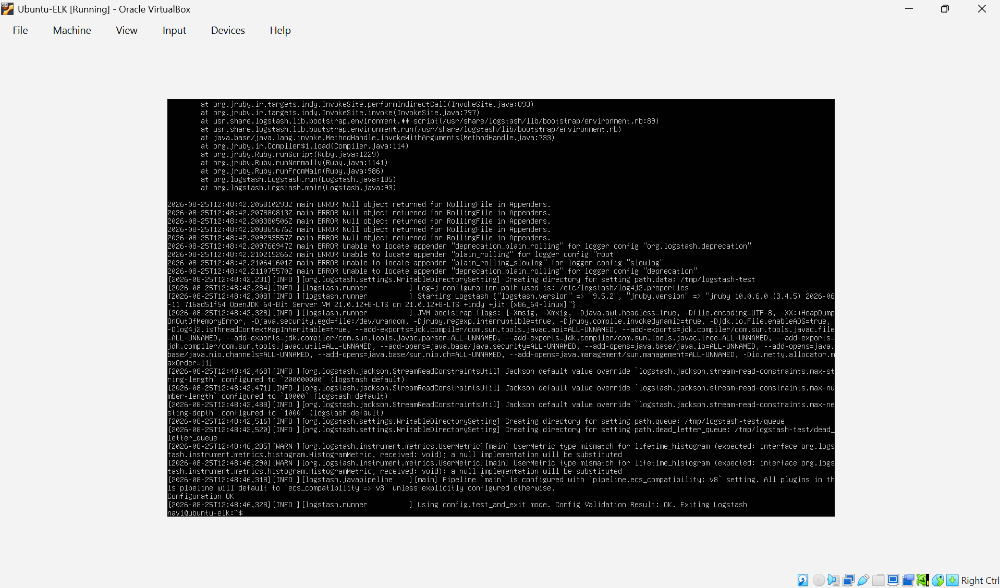 Ubuntu-ELK [Running] - Oracle VirtualBox
File Machine View Input Devices Help
at org.jruby.ir.targets.indy.InvokeSite.performIndirectCall(InvokeSite.java:893)
at org.jruby.ir.targets.indy.InvokeSite.invoke(InvokeSite.java:797)
at usr.share.logstash.lib.bootstrap.environment.♦♦ script(/usr/share/logstash/lib/bootstrap/environment.rb:89)
at usr.share.logstash.lib.bootstrap.environment.run(/usr/share/logstash/lib/bootstrap/environment.rb)
at java.base/java.lang.invoke.MethodHandle.invokeWithArguments(MethodHandle.java:733)
at org.jruby.ir.Compiler$1.load(Compiler.java:114)
at org.jruby.Ruby.runScript(Ruby.java:1229)
at org.jruby.Ruby.runNormally(Ruby.java:1141)
at org.jruby.Ruby.runFromMain(Ruby.java:986)
at org.logstash.Logstash.run(Logstash.java:185)
at org.logstash.Logstash.main(Logstash.java:93)
2026-08-25T12:48:42.205810293Z main ERROR Null object returned for RollingFile in Appenders.
2026-08-25T12:48:42.207880813Z main ERROR Null object returned for RollingFile in Appenders.
2026-08-25T12:48:42.208380506Z main ERROR Null object returned for RollingFile in Appenders.
2026-08-25T12:48:42.208869676Z main ERROR Null object returned for RollingFile in Appenders.
2026-08-25T12:48:42.209293557Z main ERROR Null object returned for RollingFile in Appenders.
2026-08-25T12:48:42.209766947Z main ERROR Unable to locate appender "deprecation_plain_rolling" for logger config "org.logstash.deprecation"
2026-08-25T12:48:42.210215266Z main ERROR Unable to locate appender "plain_rolling" for logger config "root"
2026-08-25T12:48:42.210641601Z main ERROR Unable to locate appender "plain_rolling_slowlog" for logger config "slowlog"
2026-08-25T12:48:42.211075570Z main ERROR Unable to locate appender "deprecation_plain_rolling" for logger config "deprecation"
[2026-08-25T12:48:42,231][INFO ][org.logstash.settings.WritableDirectorySetting] Creating directory for setting path.data: /tmp/logstash-test
[2026-08-25T12:48:42,284][INFO ][logstash.runner          ] Log4j configuration path used is: /etc/logstash/log4j2.properties
[2026-08-25T12:48:42,308][INFO ][logstash.runner          ] Starting Logstash {"logstash.version" => "9.5.2", "jruby.version" => "jruby 10.0.6.0 (3.4.5) 2026-06
-11 716ad51f54 OpenJDK 64-Bit Server VM 21.0.12+8-LTS on 21.0.12+8-LTS +indy +jit [x86_64-linux]"}
[2026-08-25T12:48:42,328][INFO ][logstash.runner          ] JVM bootstrap flags: [-Xms1g, -Xmx1g, -Djava.awt.headless=true, -Dfile.encoding=UTF-8, -XX:+HeapDump
OnOutOfMemoryError, -Djava.security.egd=file:/dev/urandom, -Djruby.regexp.interruptible=true, -Djruby.compile.invokedynamic=true, -Djdk.io.File.enableADS=true,
-Dlog4j2.isThreadContextMapInheritable=true, --add-exports=jdk.compiler/com.sun.tools.javac.api=ALL-UNNAMED, --add-exports=jdk.compiler/com.sun.tools.javac.file
=ALL-UNNAMED, --add-exports=jdk.compiler/com.sun.tools.javac.parser=ALL-UNNAMED, --add-exports=jdk.compiler/com.sun.tools.javac.tree=ALL-UNNAMED, --add-exports=
jdk.compiler/com.sun.tools.javac.util=ALL-UNNAMED, --add-opens=java.base/java.security=ALL-UNNAMED, --add-opens=java.base/java.io=ALL-UNNAMED, --add-opens=java.
base/java.nio.channels=ALL-UNNAMED, --add-opens=java.base/sun.nio.ch=ALL-UNNAMED, --add-opens=java.management/sun.management=ALL-UNNAMED, -Dio.netty.allocator.m
axOrder=11]
[2026-08-25T12:48:42,468][INFO ][org.logstash.jackson.StreamReadConstraintsUtil] Jackson default value override `logstash.jackson.stream-read-constraints.max-st
ring-length` configured to `200000000` (logstash default)
[2026-08-25T12:48:42,471][INFO ][org.logstash.jackson.StreamReadConstraintsUtil] Jackson default value override `logstash.jackson.stream-read-constraints.max-nu
mber-length` configured to `10000` (logstash default)
[2026-08-25T12:48:42,488][INFO ][org.logstash.jackson.StreamReadConstraintsUtil] Jackson default value override `logstash.jackson.stream-read-constraints.max-ne
sting-depth` configured to `1000` (logstash default)
[2026-08-25T12:48:42,516][INFO ][org.logstash.settings.WritableDirectorySetting] Creating directory for setting path.queue: /tmp/logstash-test/queue
[2026-08-25T12:48:42,520][INFO ][org.logstash.settings.WritableDirectorySetting] Creating directory for setting path.dead_letter_queue: /tmp/logstash-test/dead_
letter_queue
[2026-08-25T12:48:46,285][WARN ][org.logstash.instrument.metrics.UserMetric][main] UserMetric type mismatch for lifetime_histogram (expected: interface org.logs
tash.instrument.metrics.histogram.HistogramMetric, received: void); a null implementation will be substituted
[2026-08-25T12:48:46,290][WARN ][org.logstash.instrument.metrics.UserMetric][main] UserMetric type mismatch for lifetime_histogram (expected: interface org.logs
tash.instrument.metrics.histogram.HistogramMetric, received: void); a null implementation will be substituted
[2026-08-25T12:48:46,318][INFO ][logstash.javapipeline    ][main] Pipeline `main` is configured with `pipeline.ecs_compatibility: v8` setting. All plugins in th
is pipeline will default to `ecs_compatibility => v8` unless explicitly configured otherwise.
Configuration OK
[2026-08-25T12:48:46,328][INFO ][logstash.runner          ] Using config.test_and_exit mode. Config Validation Result: OK. Exiting Logstash
navi@ubuntu-elk:~$
Right Ctrl